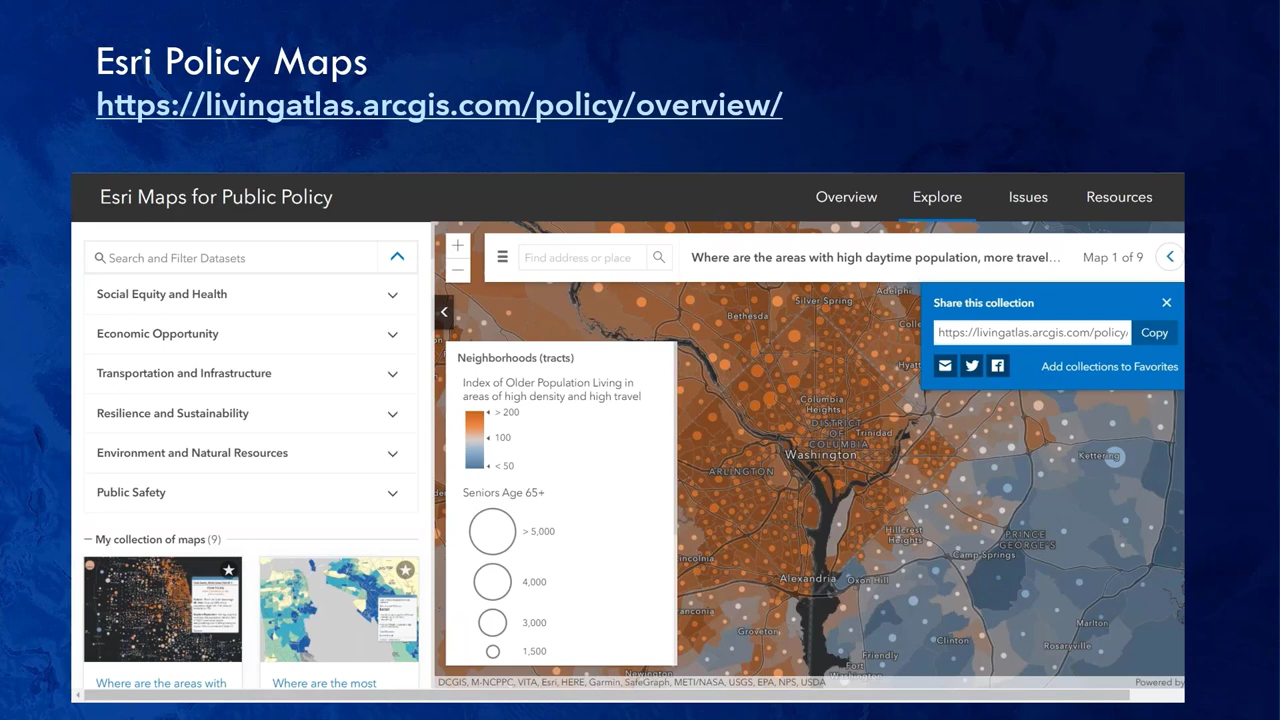 Esri Policy Maps
https://livingatlas.arcgis.com/policy/overview/
Esri Maps for Public Policy
Overview
Explore
Issues
Resources
Search and Filter Datasets
Social Equity and Health
Economic Opportunity
Transportation and Infrastructure
Resilience and Sustainability
Environment and Natural Resources
Public Safety
My collection of maps (9)
Where are the areas with
Where are the most
Find address or place
Where are the areas with high daytime population, more travel…
Map 1 of 9
Share this collection
https://livingatlas.arcgis.com/policy/
Copy
Add collections to Favorites
Neighborhoods (tracts)
Index of Older Population Living in
areas of high density and high travel
> 200
100
< 50
Seniors Age 65+
> 5,000
4,000
3,000
1,500
Adelphi
Silver Spring
Bethesda
Colle
Hyatt
Columbia
Heights
DISTRICT
OF
COLUMBIA
Trinidad
Washington
ARLINGTON
Kettering
Hillcrest
Heights
PRINCE
GEORGE'S
Camp Springs
incolnia
Alexandria
Oxon Hill
Marlton
Groveton
Clinton
Rosaryville
Friendly
Fort
Washington
Newington
DCGIS, M-NCPPC, VITA, Esri, HERE, Garmin, SafeGraph, METI/NASA, USGS, EPA, NPS, USDA
Powered by